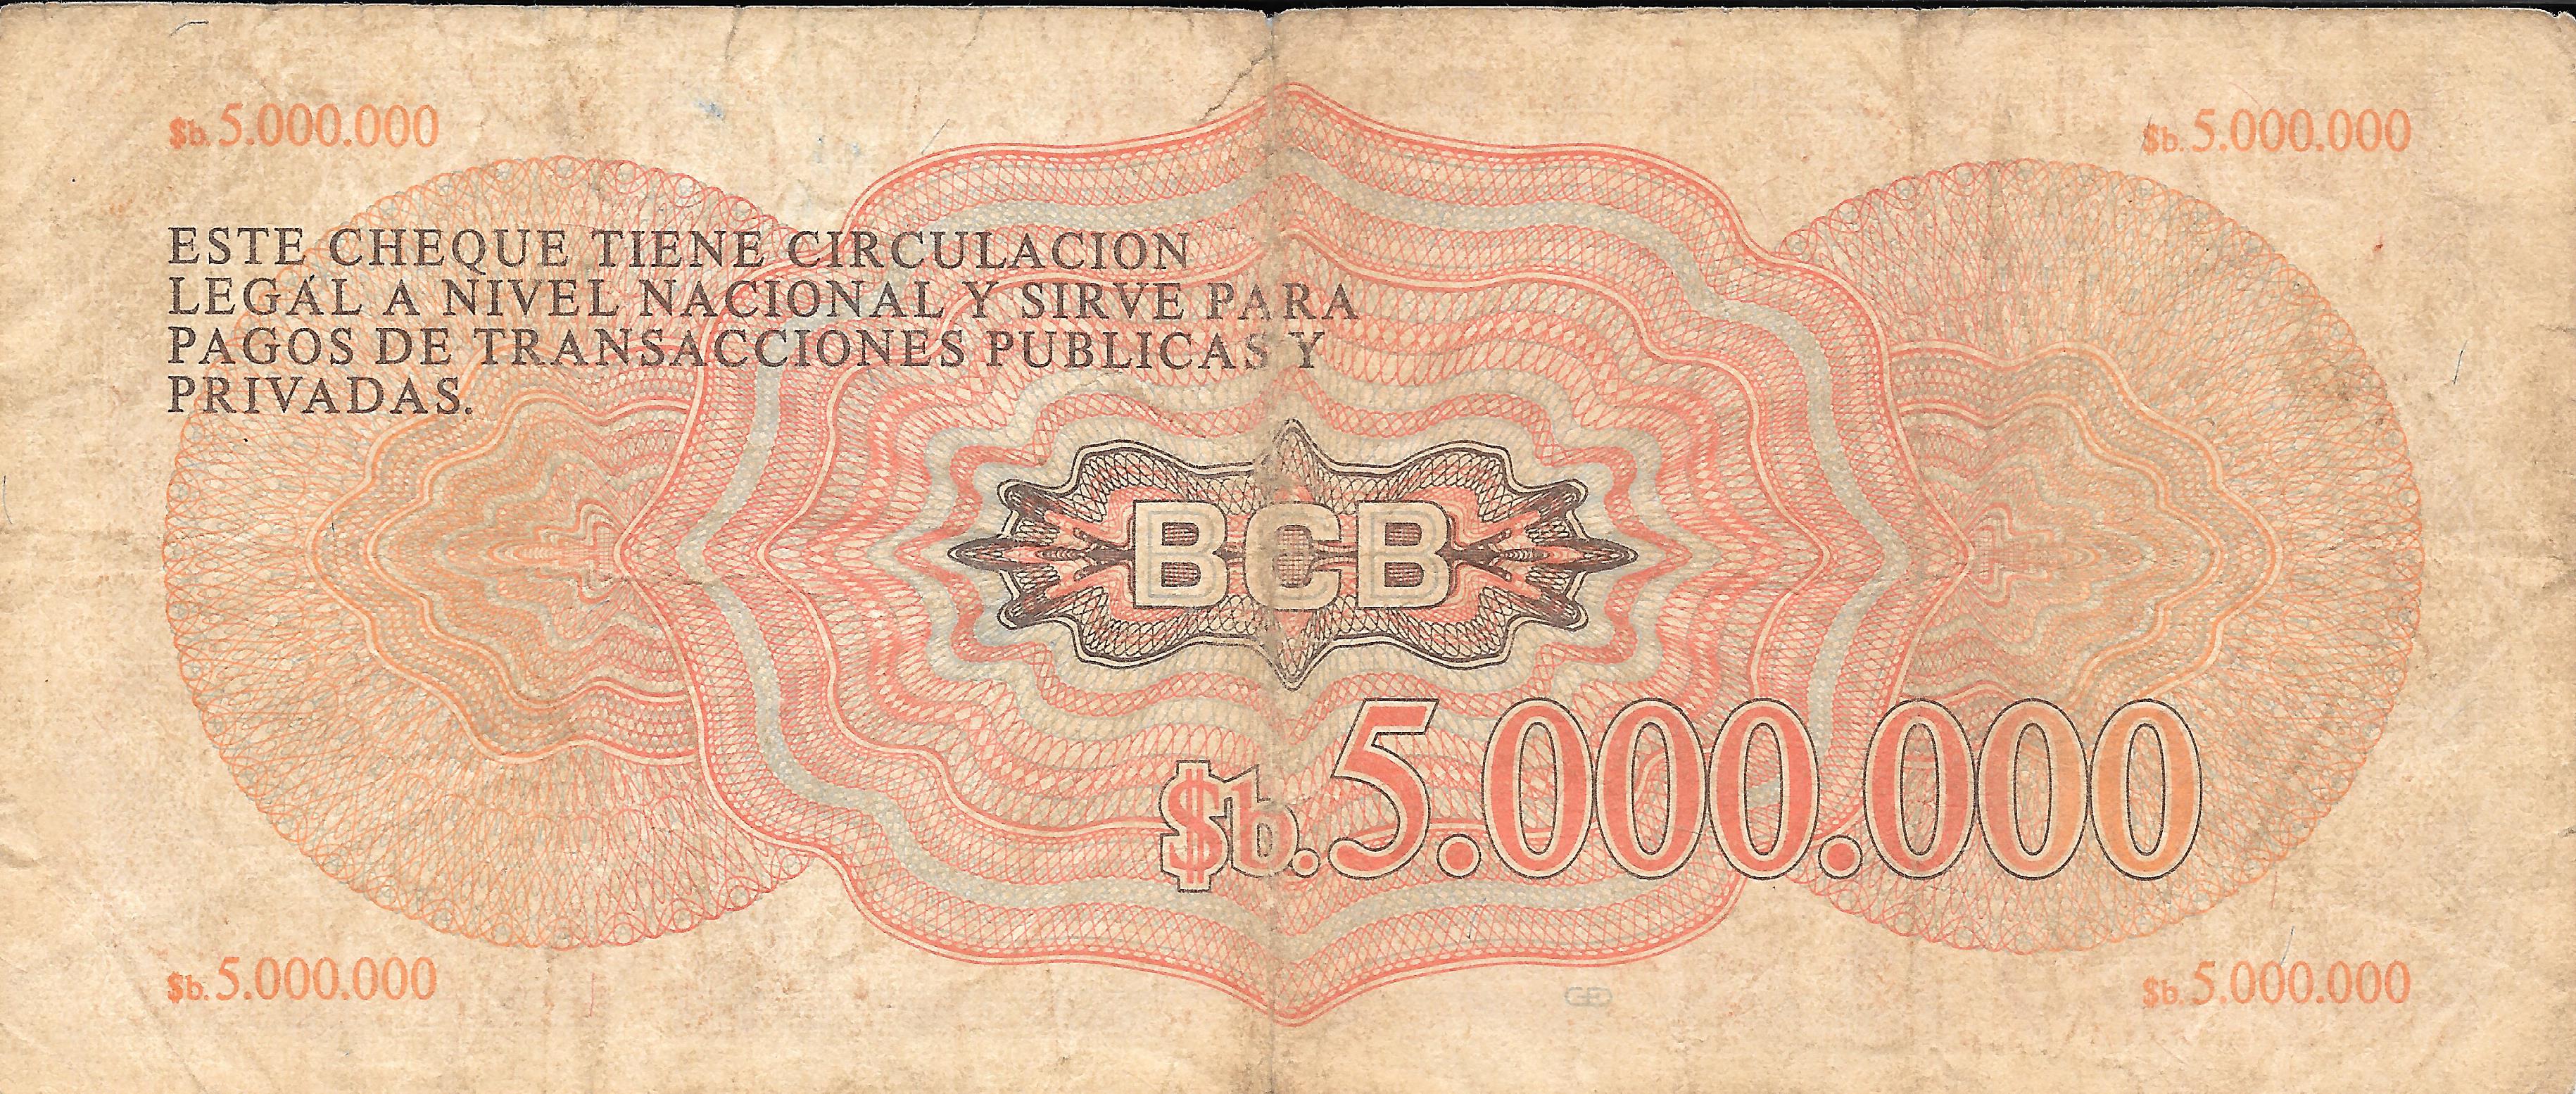 $b.5.000.000
$b.5.000.000
ESTE CHEQUE TIENE CIRCULACION
LEGAL A NIVEL NACIONAL Y SIRVE PARA
PAGOS DE TRANSACCIONES PUBLICAS Y
PRIVADAS.
BCB
$b.5.000.000
$b.5.000.000
$b.5.000.000